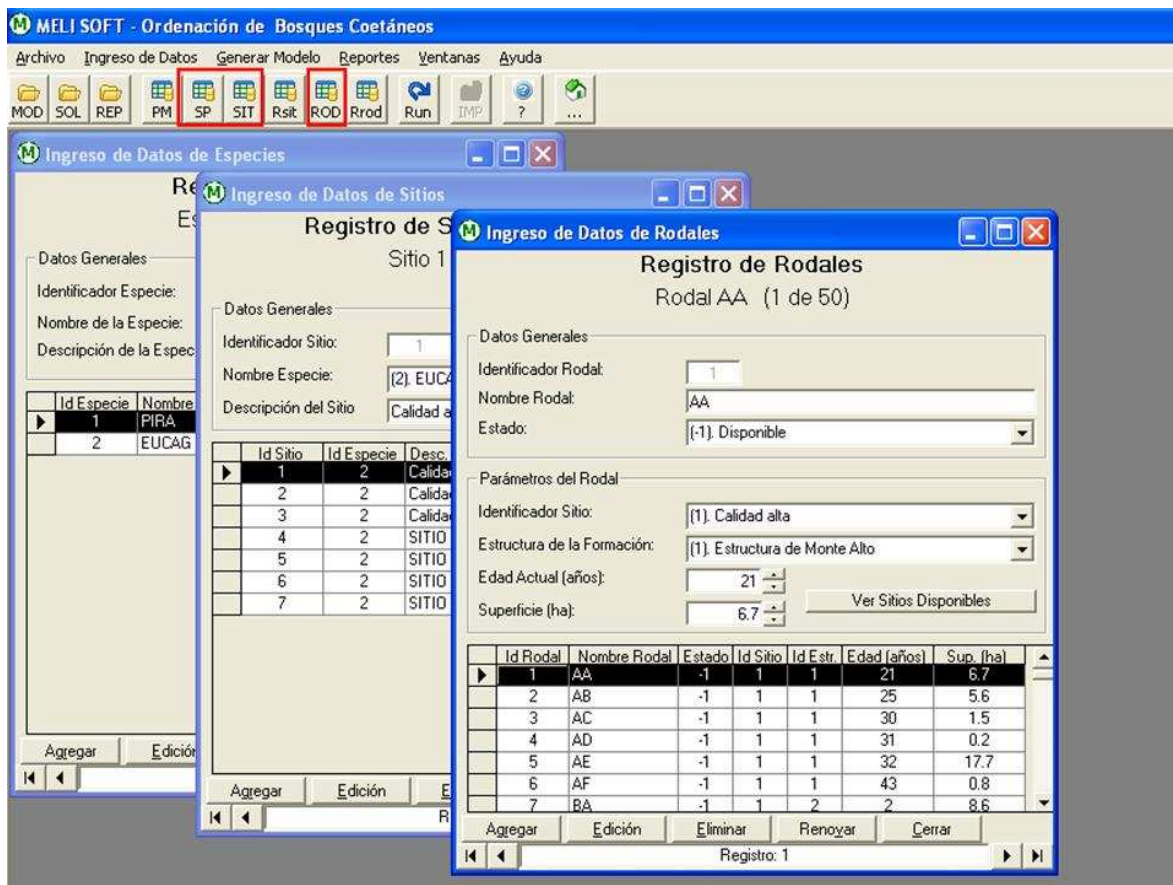 MELI SOFT - Ordenación de Bosques Coetáneos
Archivo Ingreso de Datos Generar Modelo Reportes Ventanas Ayuda
MOD SOL REP PM SP SIT Rsit ROD Rrod Run IMP ? ...
Ingreso de Datos de Especies
Datos Generales
Identificador Especie:
Nombre de la Especie:
Descripción de la Espec
Id Especie Nombre
1 PIRA
2 EUCAG
Agregar Edición
Ingreso de Datos de Sitios
Registro de S
Sitio 1
Datos Generales
Identificador Sitio: 1
Nombre Especie: (2). EUCA
Descripción del Sitio Calidad a
Id Sitio Id Especie Desc.
1 2 Calida
2 2 Calida
3 2 Calida
4 2 SITIO
5 2 SITIO
6 2 SITIO
7 2 SITIO
Agregar Edición E
R
Ingreso de Datos de Rodales
Registro de Rodales
Rodal AA (1 de 50)
Datos Generales
Identificador Rodal: 1
Nombre Rodal: AA
Estado: (-1). Disponible
Parámetros del Rodal
Identificador Sitio: (1). Calidad alta
Estructura de la Formación: (1). Estructura de Monte Alto
Edad Actual (años): 21
Superficie (ha): 6.7 Ver Sitios Disponibles
Id Rodal Nombre Rodal Estado Id Sitio Id Estr. Edad (años) Sup. (ha)
1 AA -1 1 1 21 6.7
2 AB -1 1 1 25 5.6
3 AC -1 1 1 30 1.5
4 AD -1 1 1 31 0.2
5 AE -1 1 1 32 17.7
6 AF -1 1 1 43 0.8
7 BA -1 1 2 2 8.6
Agregar Edición Eliminar Renovar Cerrar
Registro: 1